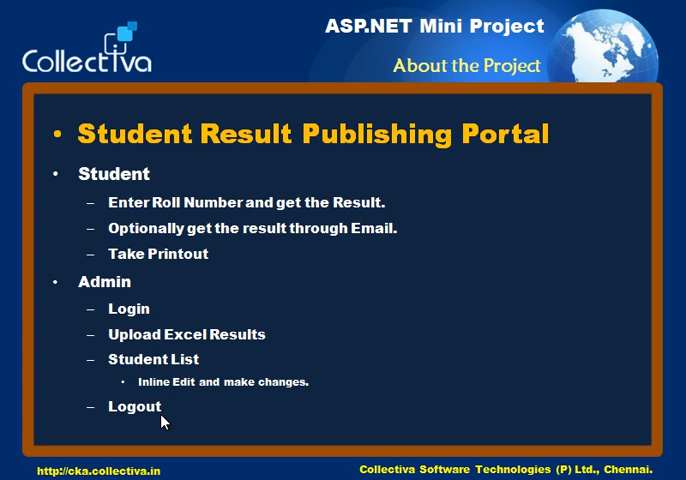 Collectiva
ASP.NET Mini Project
About the Project
• Student Result Publishing Portal
• Student
– Enter Roll Number and get the Result.
– Optionally get the result through Email.
– Take Printout
• Admin
– Login
– Upload Excel Results
– Student List
• Inline Edit and make changes.
– Logout
http://cka.collectiva.in
Collectiva Software Technologies (P) Ltd., Chennai.